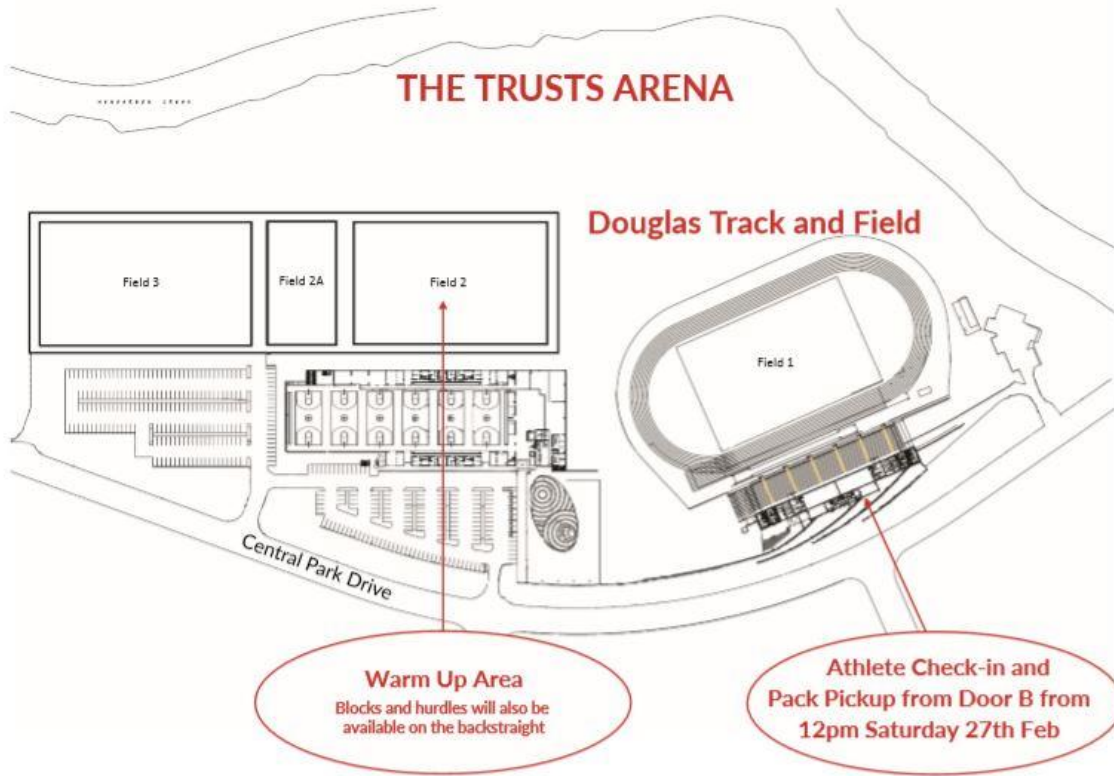 THE TRUSTS ARENA
Douglas Track and Field
Field 3
Field 2A
Field 2
Field 1
Central Park Drive
Warm Up Area
Blocks and hurdles will also be
available on the backstraight
Athlete Check-in and
Pack Pickup from Door B from
12pm Saturday 27th Feb